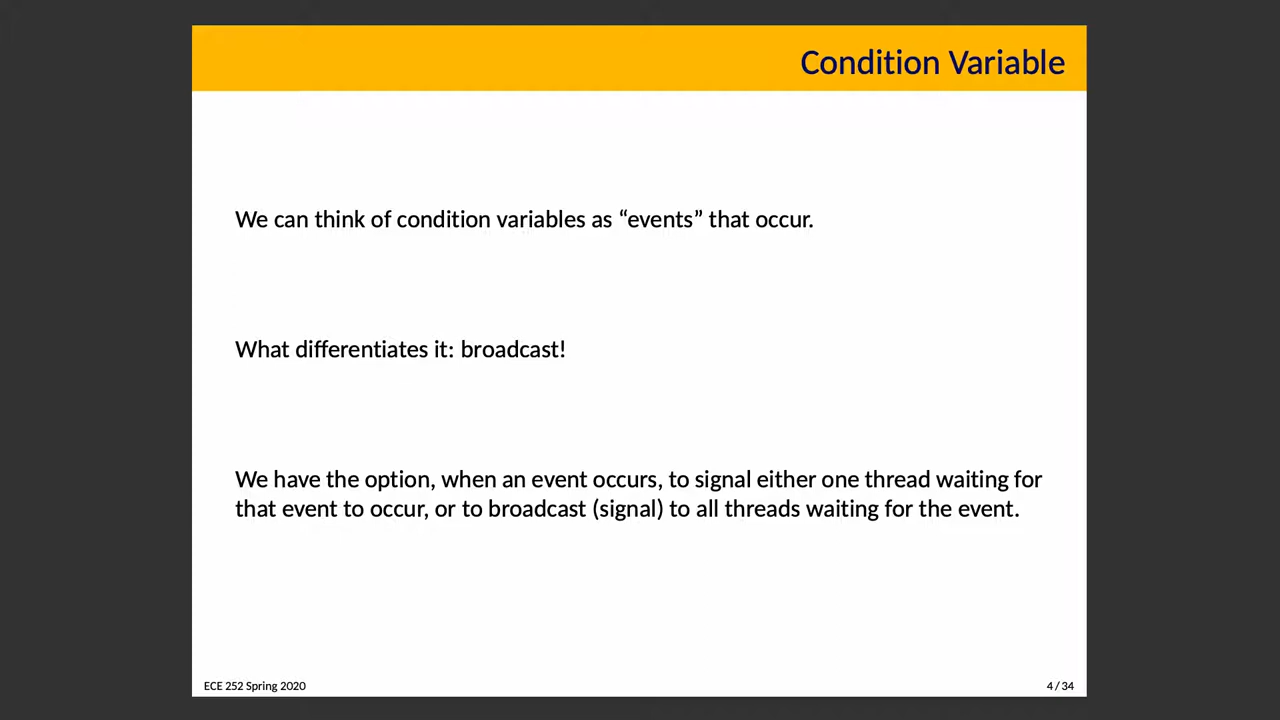 Condition Variable
We can think of condition variables as “events” that occur.
What differentiates it: broadcast!
We have the option, when an event occurs, to signal either one thread waiting for
that event to occur, or to broadcast (signal) to all threads waiting for the event.
ECE 252 Spring 2020
4 / 34